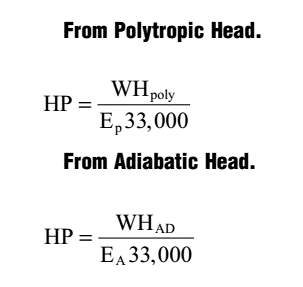 From Polytropic Head.
HP = WH_poly / E_p 33,000
From Adiabatic Head.
HP = WH_AD / E_A 33,000